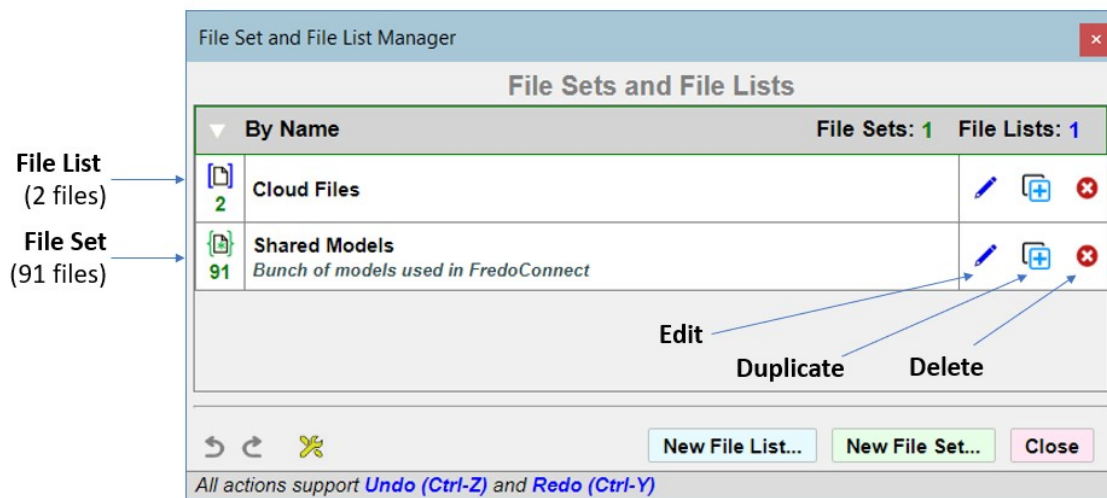 File Set and File List Manager
×
File Sets and File Lists
By Name File Sets: 1 File Lists: 1
File List
(2 files)
2
Cloud Files
File Set
(91 files)
91
Shared Models
Bunch of models used in FredoConnect
Edit
Duplicate
Delete
New File List...
New File Set...
Close
All actions support Undo (Ctrl-Z) and Redo (Ctrl-Y)